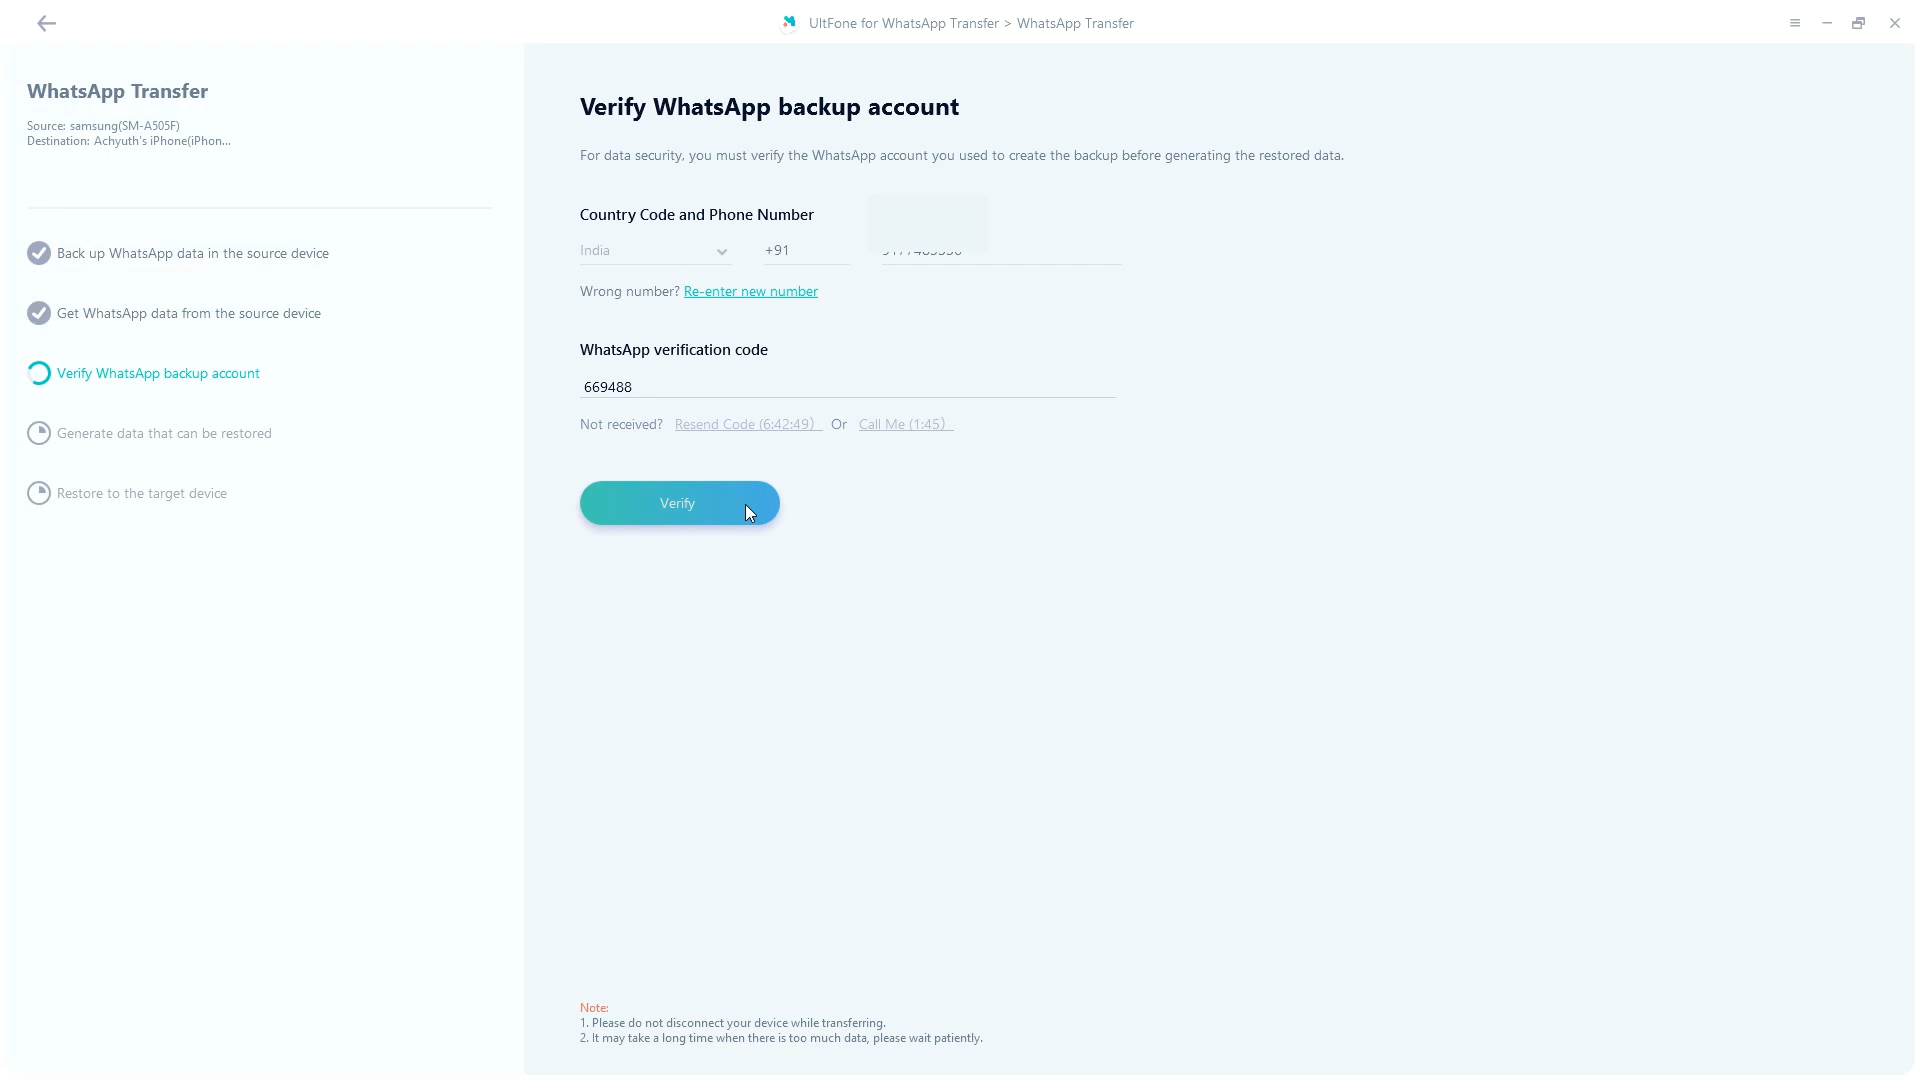 UltFone for WhatsApp Transfer > WhatsApp Transfer
WhatsApp Transfer
Source: samsung(SM-A505F)
Destination: Achyuth's iPhone(iPhon...
Back up WhatsApp data in the source device
Get WhatsApp data from the source device
Verify WhatsApp backup account
Generate data that can be restored
Restore to the target device
Verify WhatsApp backup account
For data security, you must verify the WhatsApp account you used to create the backup before generating the restored data.
Country Code and Phone Number
India +91
Wrong number? Re-enter new number
WhatsApp verification code
669488
Not received? Resend Code (6:42:49) Or Call Me (1:45)
Verify
Note:
1. Please do not disconnect your device while transferring.
2. It may take a long time when there is too much data, please wait patiently.